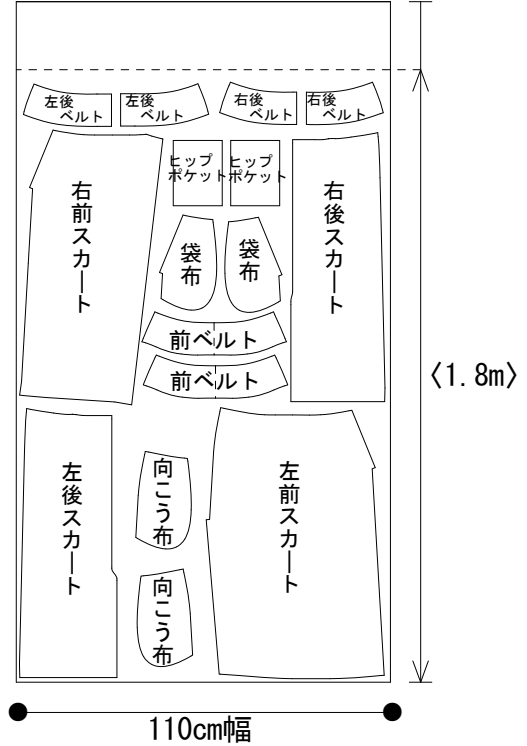 左後
ベルト
左後
ベルト
右後
ベルト
右後
ベルト
右前スカート
ヒップ
ポケット
ヒップ
ポケット
右後スカート
袋布
袋布
前ベルト
前ベルト
〈1.8m〉
左後スカート
向こう布
左前スカート
向こう布
110cm幅